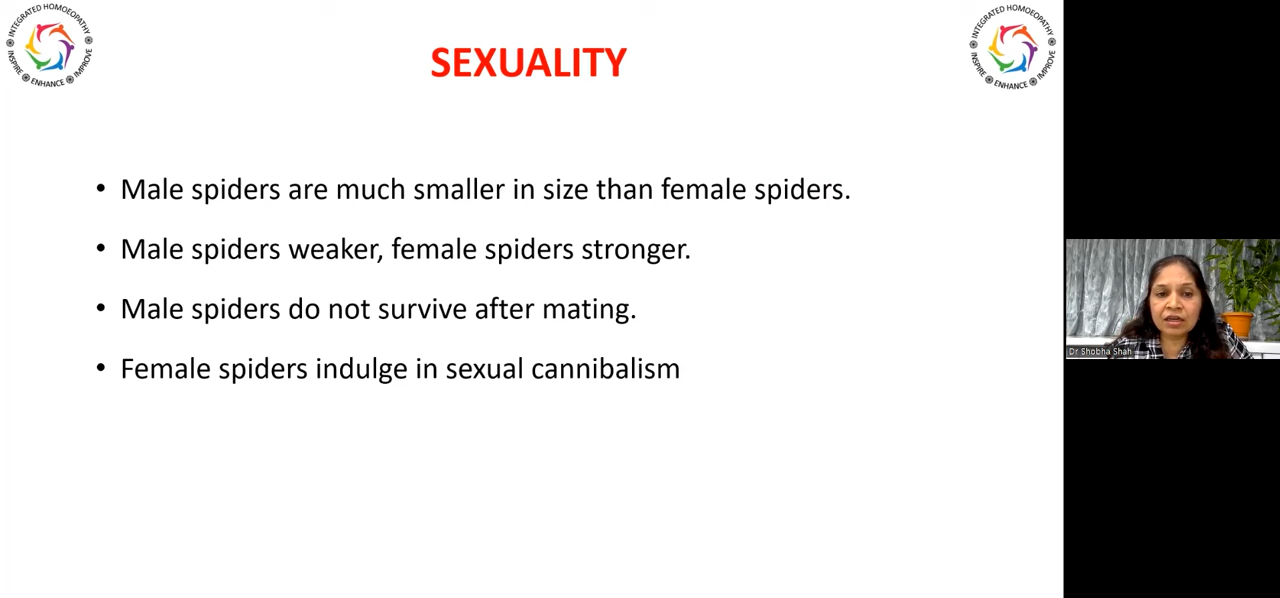 INTEGRATED HOMOEOPATHY
INSPIRE ENHANCE IMPROVE
SEXUALITY
INTEGRATED HOMOEOPATHY
INSPIRE ENHANCE IMPROVE
• Male spiders are much smaller in size than female spiders.
• Male spiders weaker, female spiders stronger.
• Male spiders do not survive after mating.
• Female spiders indulge in sexual cannibalism
Dr Shobha Shah